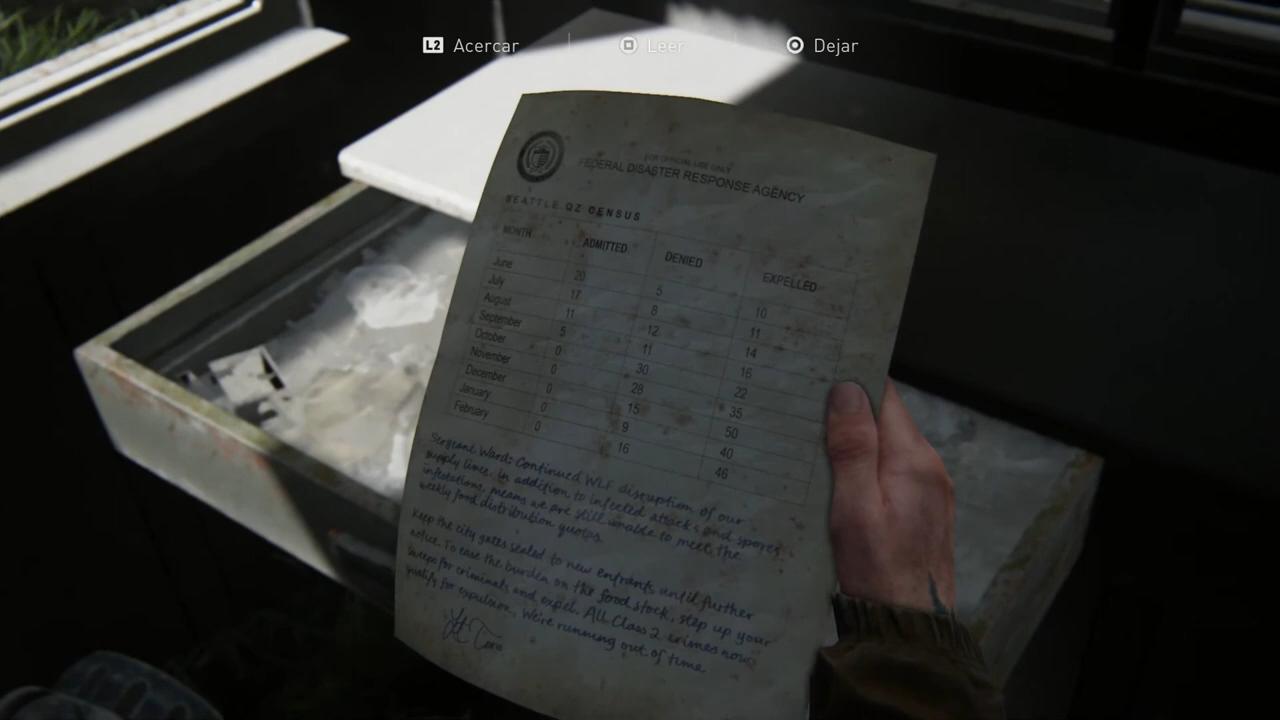 L2 Acercar Leer Dejar
FOR OFFICIAL USE ONLY
FEDERAL DISASTER RESPONSE AGENCY
SEATTLE QZ CENSUS
MONTH ADMITTED DENIED EXPELLED
June 20 5 10
July 17 8 11
August 11 12 14
September 5 11 16
October 0 30 22
November 0 28 35
December 0 15 50
January 0 9 40
February 0 16 46
Sergeant Ward: Continued WLF disruption of our
supply lines, in addition to infected attacks and spores
infestations, means we are still unable to meet the
weekly food distribution quotas.
Keep the city gates sealed to new entrants until further
notice. To ease the burden on the food stock, step up your
sweeps for criminals and expel. All Class 2 crimes now
qualify for expulsion. We're running out of time.
Lt Toro